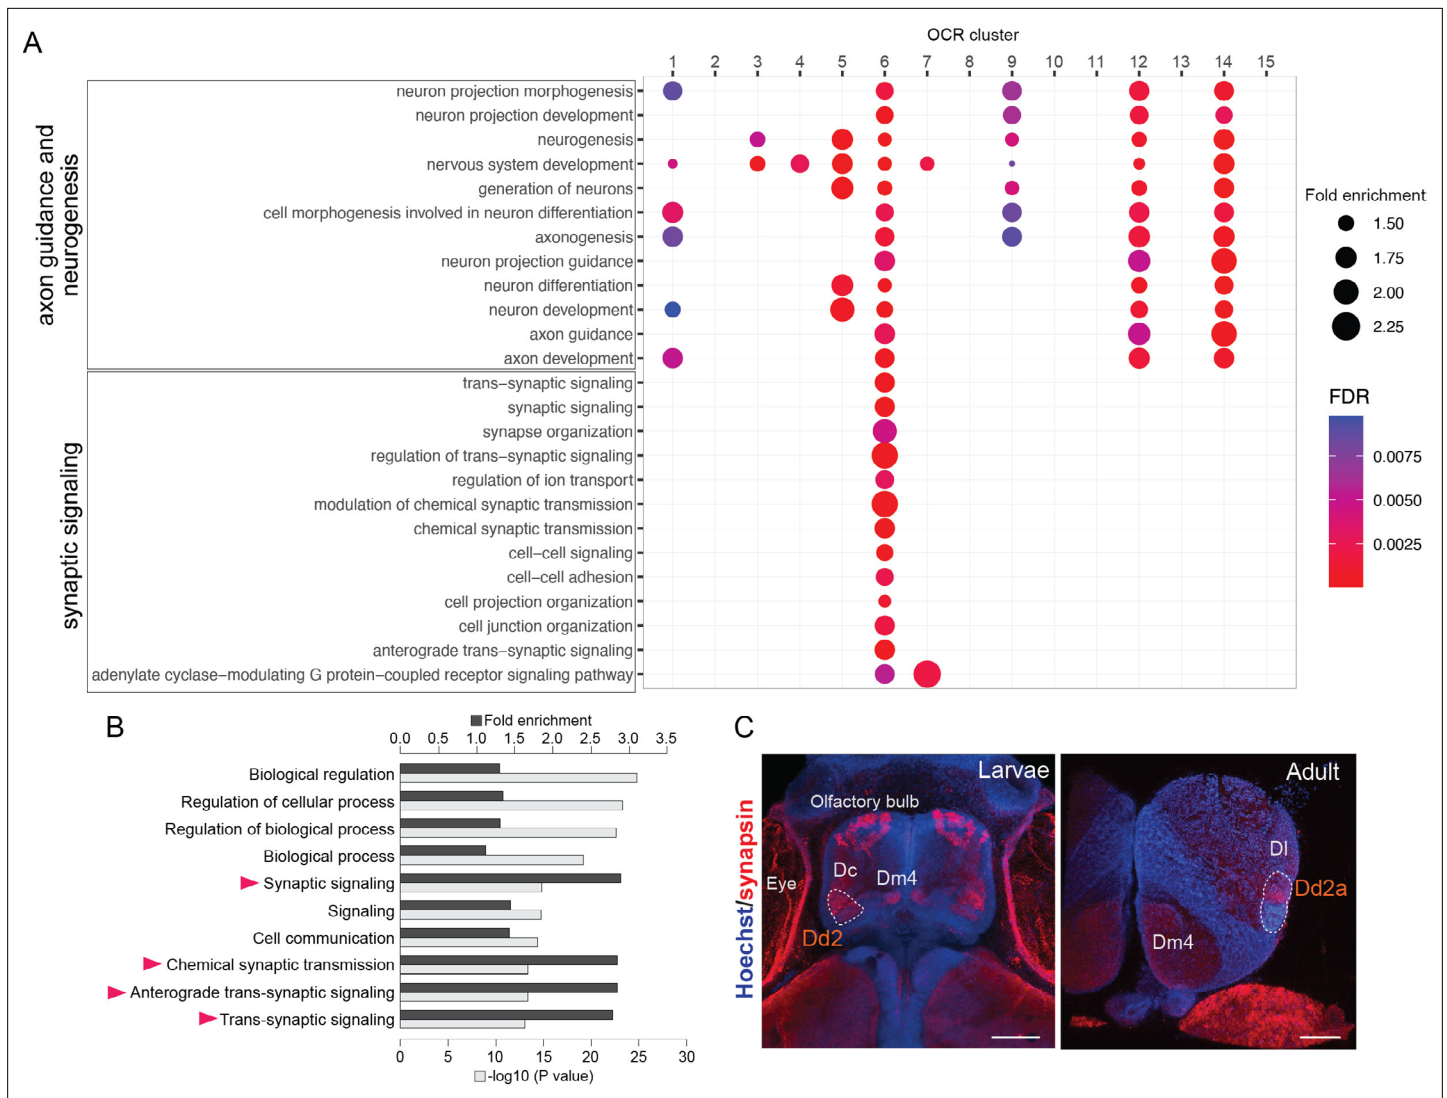 A
OCR cluster
1 2 3 4 5 6 7 8 9 10 11 12 13 14 15
axon guidance and
neurogenesis
neuron projection morphogenesis
neuron projection development
neurogenesis
nervous system development
generation of neurons
cell morphogenesis involved in neuron differentiation
axonogenesis
neuron projection guidance
neuron differentiation
neuron development
axon guidance
axon development
synaptic signaling
trans−synaptic signaling
synaptic signaling
synapse organization
regulation of trans−synaptic signaling
regulation of ion transport
modulation of chemical synaptic transmission
chemical synaptic transmission
cell−cell signaling
cell−cell adhesion
cell projection organization
cell junction organization
anterograde trans−synaptic signaling
adenylate cyclase−modulating G protein−coupled receptor signaling pathway
Fold enrichment
1.50
1.75
2.00
2.25
FDR
0.0075
0.0050
0.0025
B
Fold enrichment
0.0 0.5 1.0 1.5 2.0 2.5 3.0 3.5
Biological regulation
Regulation of cellular process
Regulation of biological process
Biological process
Synaptic signaling
Signaling
Cell communication
Chemical synaptic transmission
Anterograde trans-synaptic signaling
Trans-synaptic signaling
0 5 10 15 20 25 30
-log10 (P value)
C
Hoechst/synapsin
Larvae
Olfactory bulb
Eye
Dc
Dm4
Dd2
Adult
Dl
Dd2a
Dm4